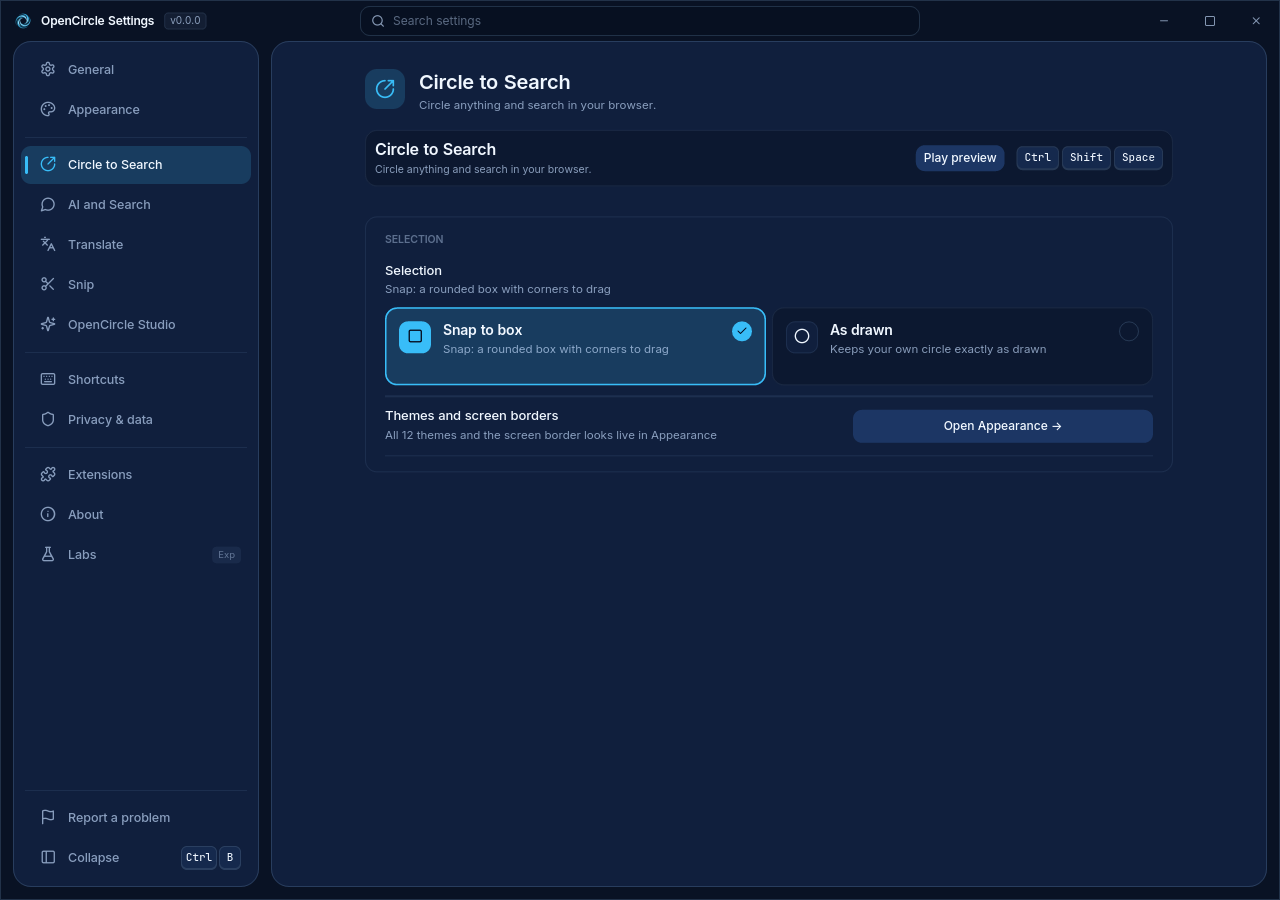 OpenCircle Settings v0.0.0
Search settings
General
Appearance
Circle to Search
AI and Search
Translate
Snip
OpenCircle Studio
Shortcuts
Privacy & data
Extensions
About
Labs Exp
Report a problem
Collapse Ctrl B
Circle to Search
Circle anything and search in your browser.
Circle to Search
Circle anything and search in your browser.
Play preview Ctrl Shift Space
SELECTION
Selection
Snap: a rounded box with corners to drag
Snap to box
Snap: a rounded box with corners to drag
As drawn
Keeps your own circle exactly as drawn
Themes and screen borders
All 12 themes and the screen border looks live in Appearance
Open Appearance →